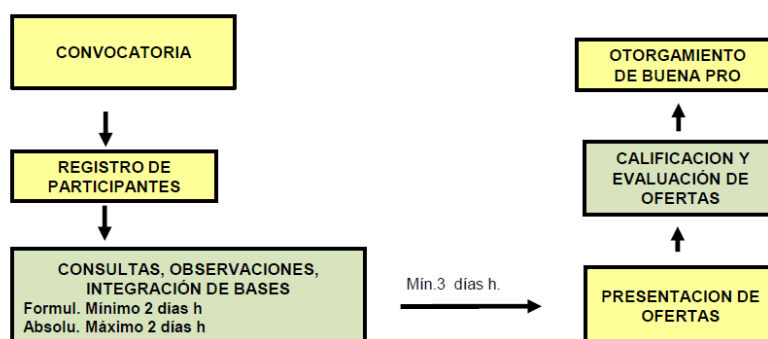 CONVOCATORIA
REGISTRO DE
PARTICIPANTES
CONSULTAS, OBSERVACIONES,
INTEGRACIÓN DE BASES
Formul. Mínimo 2 días h
Absolu. Máximo 2 días h
Mín.3 días h.
PRESENTACION DE
OFERTAS
CALIFICACION Y
EVALUACIÓN DE
OFERTAS
OTORGAMIENTO
DE BUENA PRO